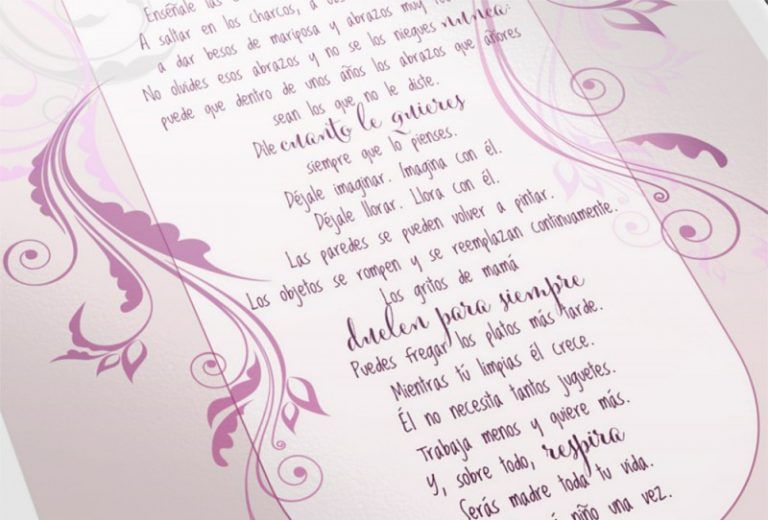 Enséñale las
A saltar en los charcos, a
a dar besos de mariposa y abrazos muy
No olvides esos abrazos y no se los niegues nunca:
puede que dentro de unos años los abrazos que añores
sean los que no le diste.
Dile cuanto le quieres
siempre que lo pienses.
Déjale imaginar. Imagina con él.
Déjale llorar. Llora con él.
Las paredes se pueden volver a pintar.
Los objetos se rompen y se reemplazan continuamente.
Los gritos de mamá
duelen para siempre
Puedes fregar los platos más tarde.
Mientras tú limpias él crece.
Él no necesita tantos juguetes.
Trabaja menos y quiere más.
Y, sobre todo, respira
Serás madre toda tu vida.
niño una vez.